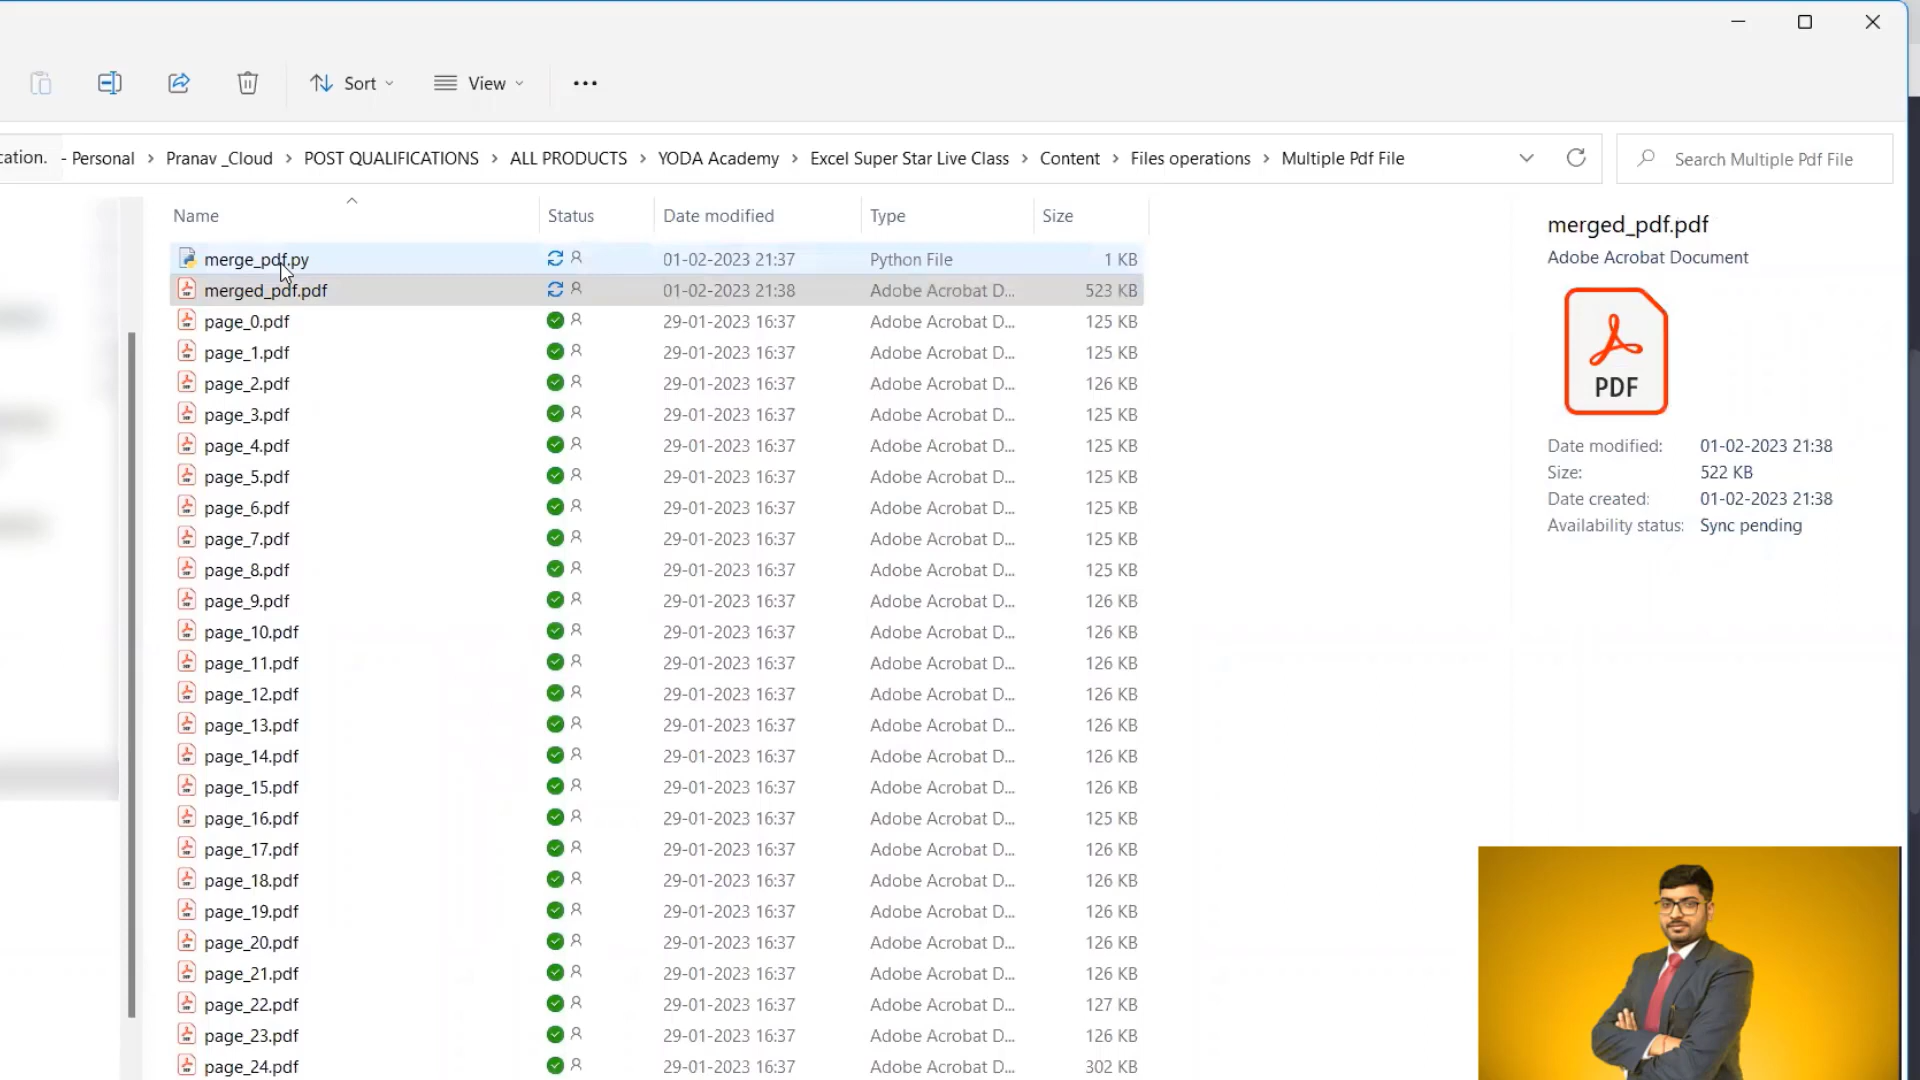 Sort
View
cation. - Personal > Pranav _Cloud > POST QUALIFICATIONS > ALL PRODUCTS > YODA Academy > Excel Super Star Live Class > Content > Files operations > Multiple Pdf File
Search Multiple Pdf File
Name Status Date modified Type Size
merge_pdf.py 01-02-2023 21:37 Python File 1 KB
merged_pdf.pdf 01-02-2023 21:38 Adobe Acrobat D... 523 KB
page_0.pdf 29-01-2023 16:37 Adobe Acrobat D... 125 KB
page_1.pdf 29-01-2023 16:37 Adobe Acrobat D... 125 KB
page_2.pdf 29-01-2023 16:37 Adobe Acrobat D... 126 KB
page_3.pdf 29-01-2023 16:37 Adobe Acrobat D... 125 KB
page_4.pdf 29-01-2023 16:37 Adobe Acrobat D... 125 KB
page_5.pdf 29-01-2023 16:37 Adobe Acrobat D... 125 KB
page_6.pdf 29-01-2023 16:37 Adobe Acrobat D... 125 KB
page_7.pdf 29-01-2023 16:37 Adobe Acrobat D... 125 KB
page_8.pdf 29-01-2023 16:37 Adobe Acrobat D... 125 KB
page_9.pdf 29-01-2023 16:37 Adobe Acrobat D... 126 KB
page_10.pdf 29-01-2023 16:37 Adobe Acrobat D... 126 KB
page_11.pdf 29-01-2023 16:37 Adobe Acrobat D... 126 KB
page_12.pdf 29-01-2023 16:37 Adobe Acrobat D... 126 KB
page_13.pdf 29-01-2023 16:37 Adobe Acrobat D... 126 KB
page_14.pdf 29-01-2023 16:37 Adobe Acrobat D... 126 KB
page_15.pdf 29-01-2023 16:37 Adobe Acrobat D... 126 KB
page_16.pdf 29-01-2023 16:37 Adobe Acrobat D... 125 KB
page_17.pdf 29-01-2023 16:37 Adobe Acrobat D... 126 KB
page_18.pdf 29-01-2023 16:37 Adobe Acrobat D... 126 KB
page_19.pdf 29-01-2023 16:37 Adobe Acrobat D... 126 KB
page_20.pdf 29-01-2023 16:37 Adobe Acrobat D... 126 KB
page_21.pdf 29-01-2023 16:37 Adobe Acrobat D... 126 KB
page_22.pdf 29-01-2023 16:37 Adobe Acrobat D... 127 KB
page_23.pdf 29-01-2023 16:37 Adobe Acrobat D... 126 KB
page_24.pdf 29-01-2023 16:37 Adobe Acrobat D... 302 KB
merged_pdf.pdf
Adobe Acrobat Document
PDF
Date modified: 01-02-2023 21:38
Size: 522 KB
Date created: 01-02-2023 21:38
Availability status: Sync pending